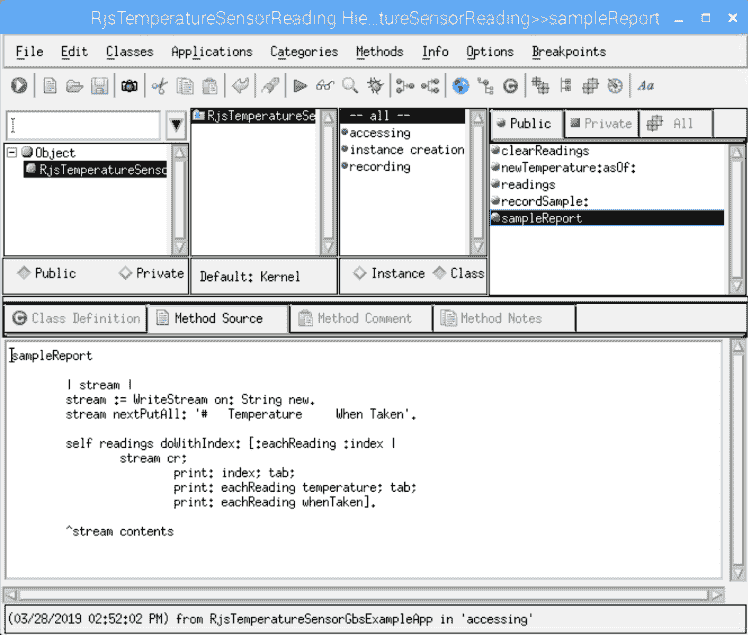 RjsTemperatureSensorReading Hie...tureSensorReading>>sampleReport
File Edit Classes Applications Categories Methods Info Options Breakpoints
Aa
Object
RjsTemperatureSenso
RjsTemperatureSe
-- all --
accessing
instance creation
recording
Public Private All
clearReadings
newTemperature:asOf:
readings
recordSample:
sampleReport
Public Private
Default: Kernel
Instance Class
Class Definition Method Source Method Comment Method Notes
sampleReport
| stream |
stream := WriteStream on: String new.
stream nextPutAll: '#   Temperature     When Taken'.
self readings doWithIndex: [:eachReading :index |
stream cr;
print: index; tab;
print: eachReading temperature; tab;
print: eachReading whenTaken].
^stream contents
(03/28/2019 02:52:02 PM) from RjsTemperatureSensorGbsExampleApp in 'accessing'